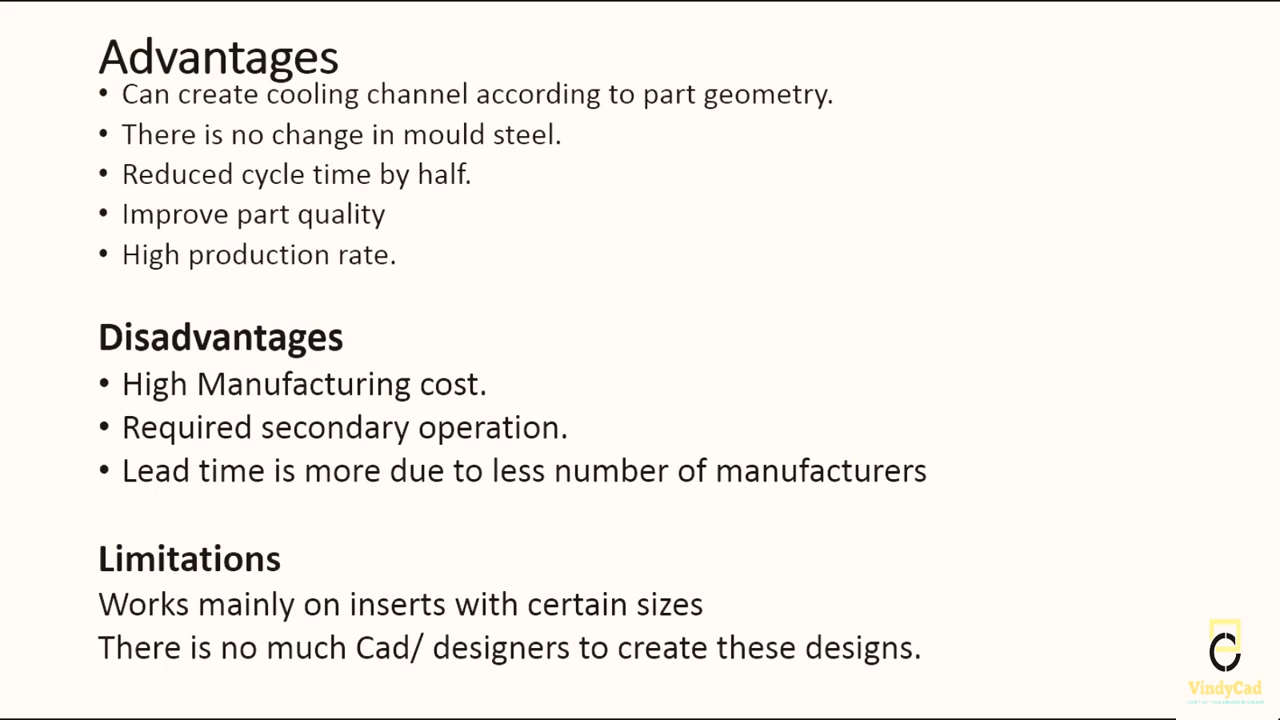 Advantages
• Can create cooling channel according to part geometry.
• There is no change in mould steel.
• Reduced cycle time by half.
• Improve part quality
• High production rate.
Disadvantages
• High Manufacturing cost.
• Required secondary operation.
• Lead time is more due to less number of manufacturers
Limitations
Works mainly on inserts with certain sizes
There is no much Cad/ designers to create these designs.
VindyCad